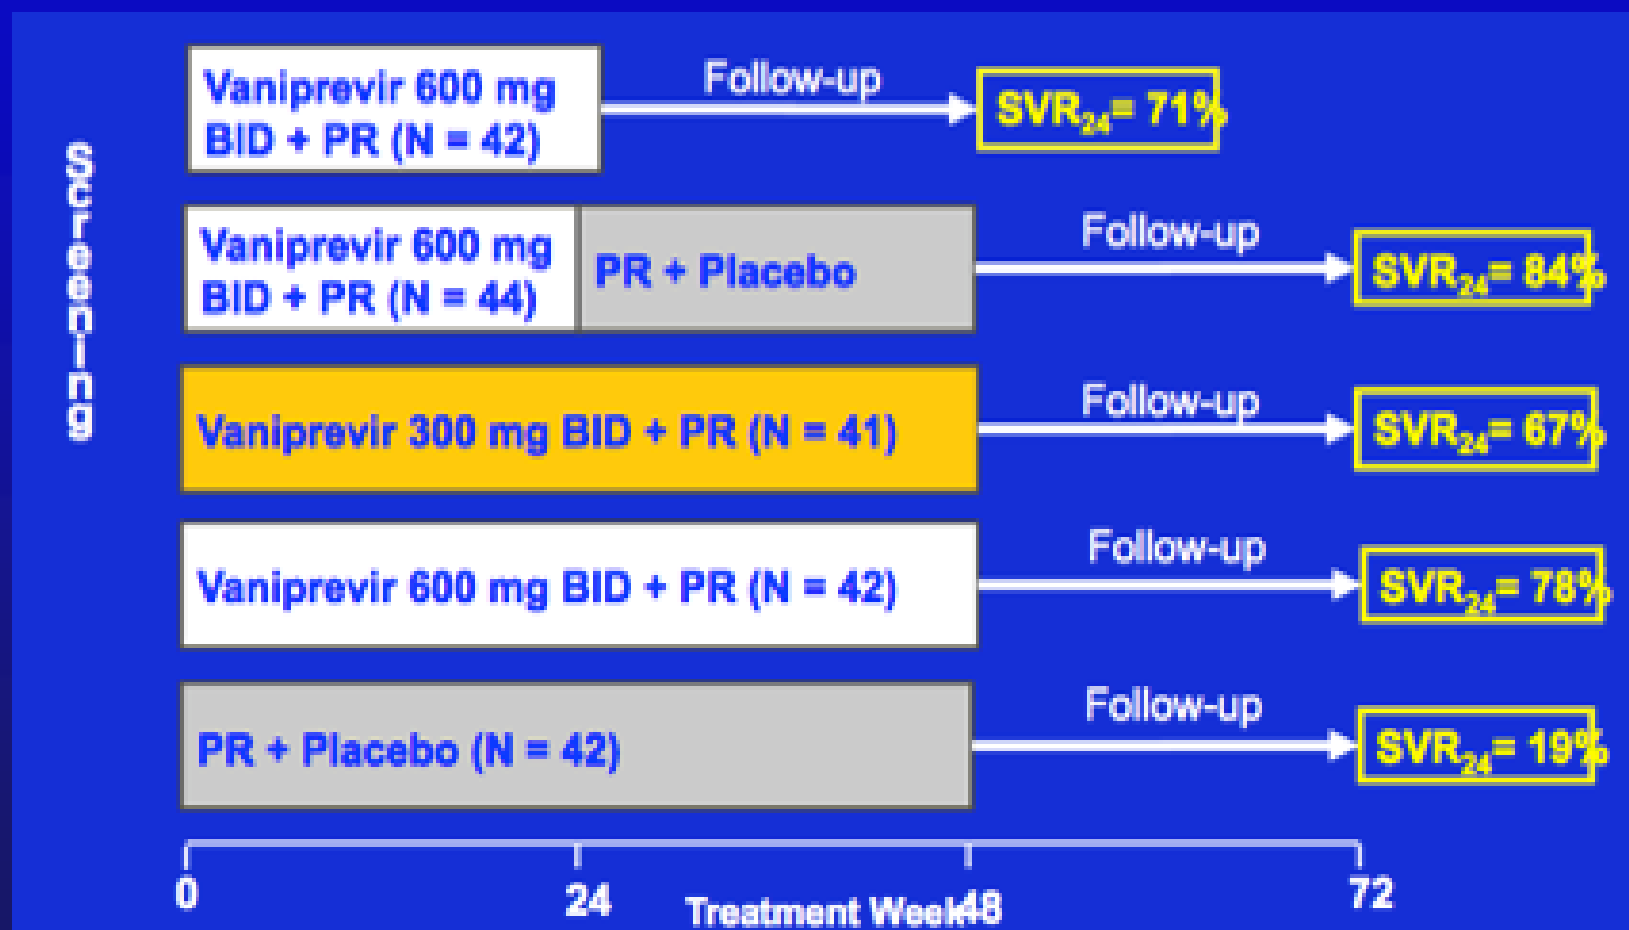 Screening
Vaniprevir 600 mg
BID + PR (N = 42)
Follow-up
SVR24= 71%
Vaniprevir 600 mg
BID + PR (N = 44)
PR + Placebo
Follow-up
SVR24= 84%
Vaniprevir 300 mg BID + PR (N = 41)
Follow-up
SVR24= 67%
Vaniprevir 600 mg BID + PR (N = 42)
Follow-up
SVR24= 78%
PR + Placebo (N = 42)
Follow-up
SVR24= 19%
0
24
48
72
Treatment Week